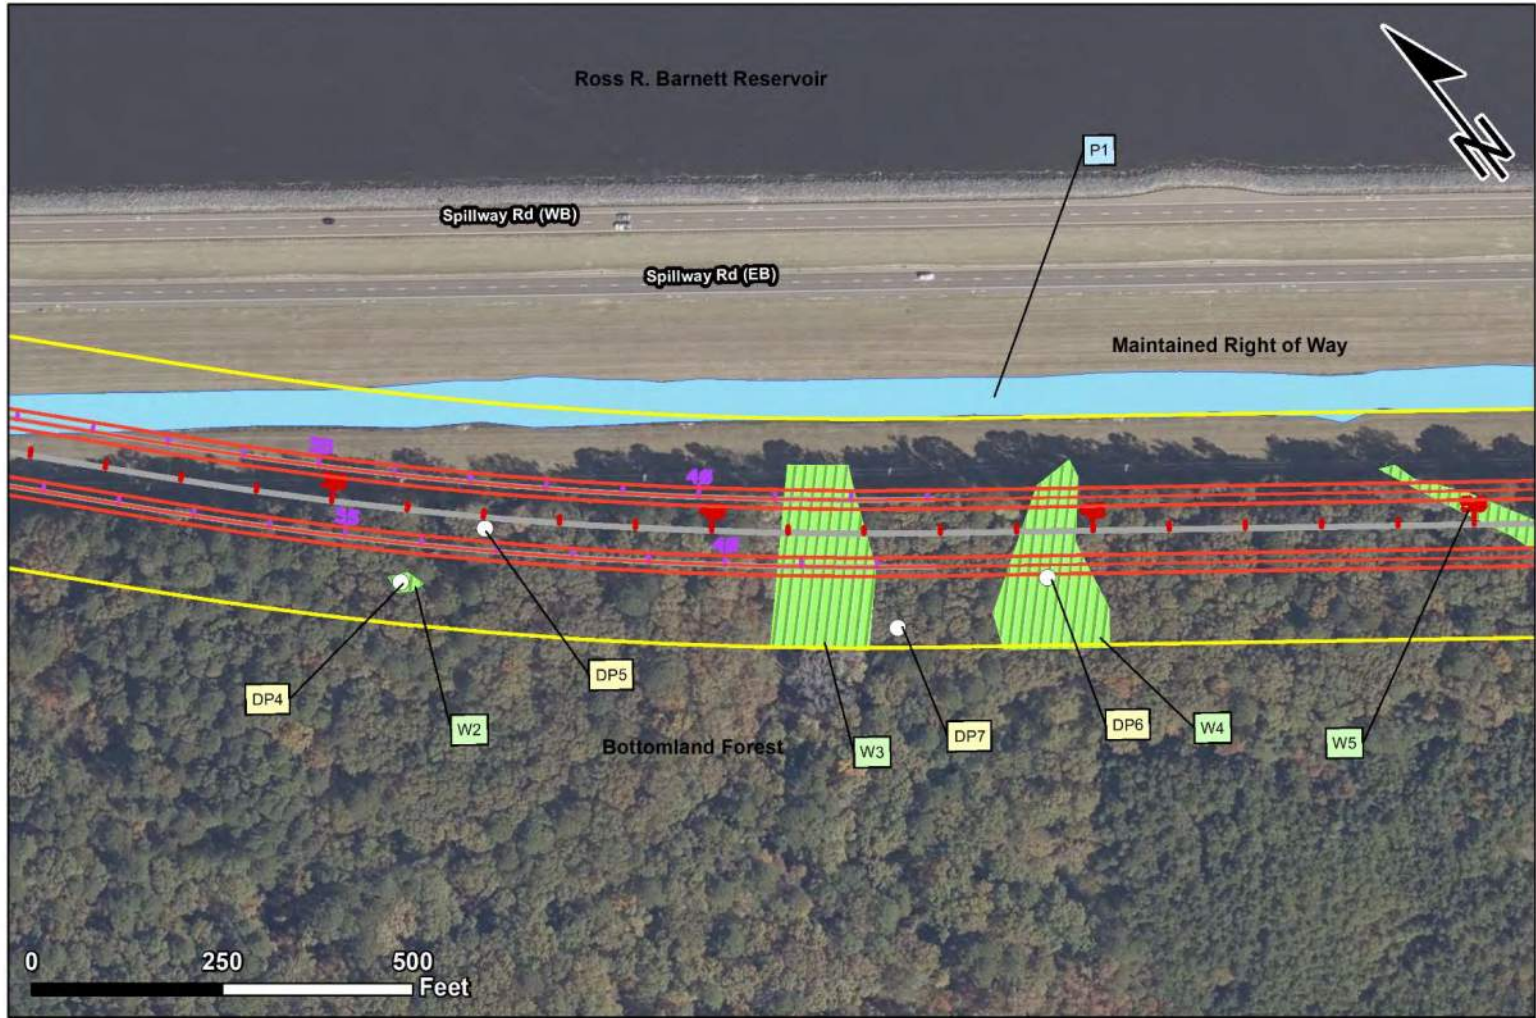 Ross R. Barnett Reservoir
P1
Spillway Rd (WB)
Spillway Rd (EB)
Maintained Right of Way
DP5
DP4
W2
DP7
DP6
W4
W3
W5
Bottomland Forest
0 250 500
Feet
N